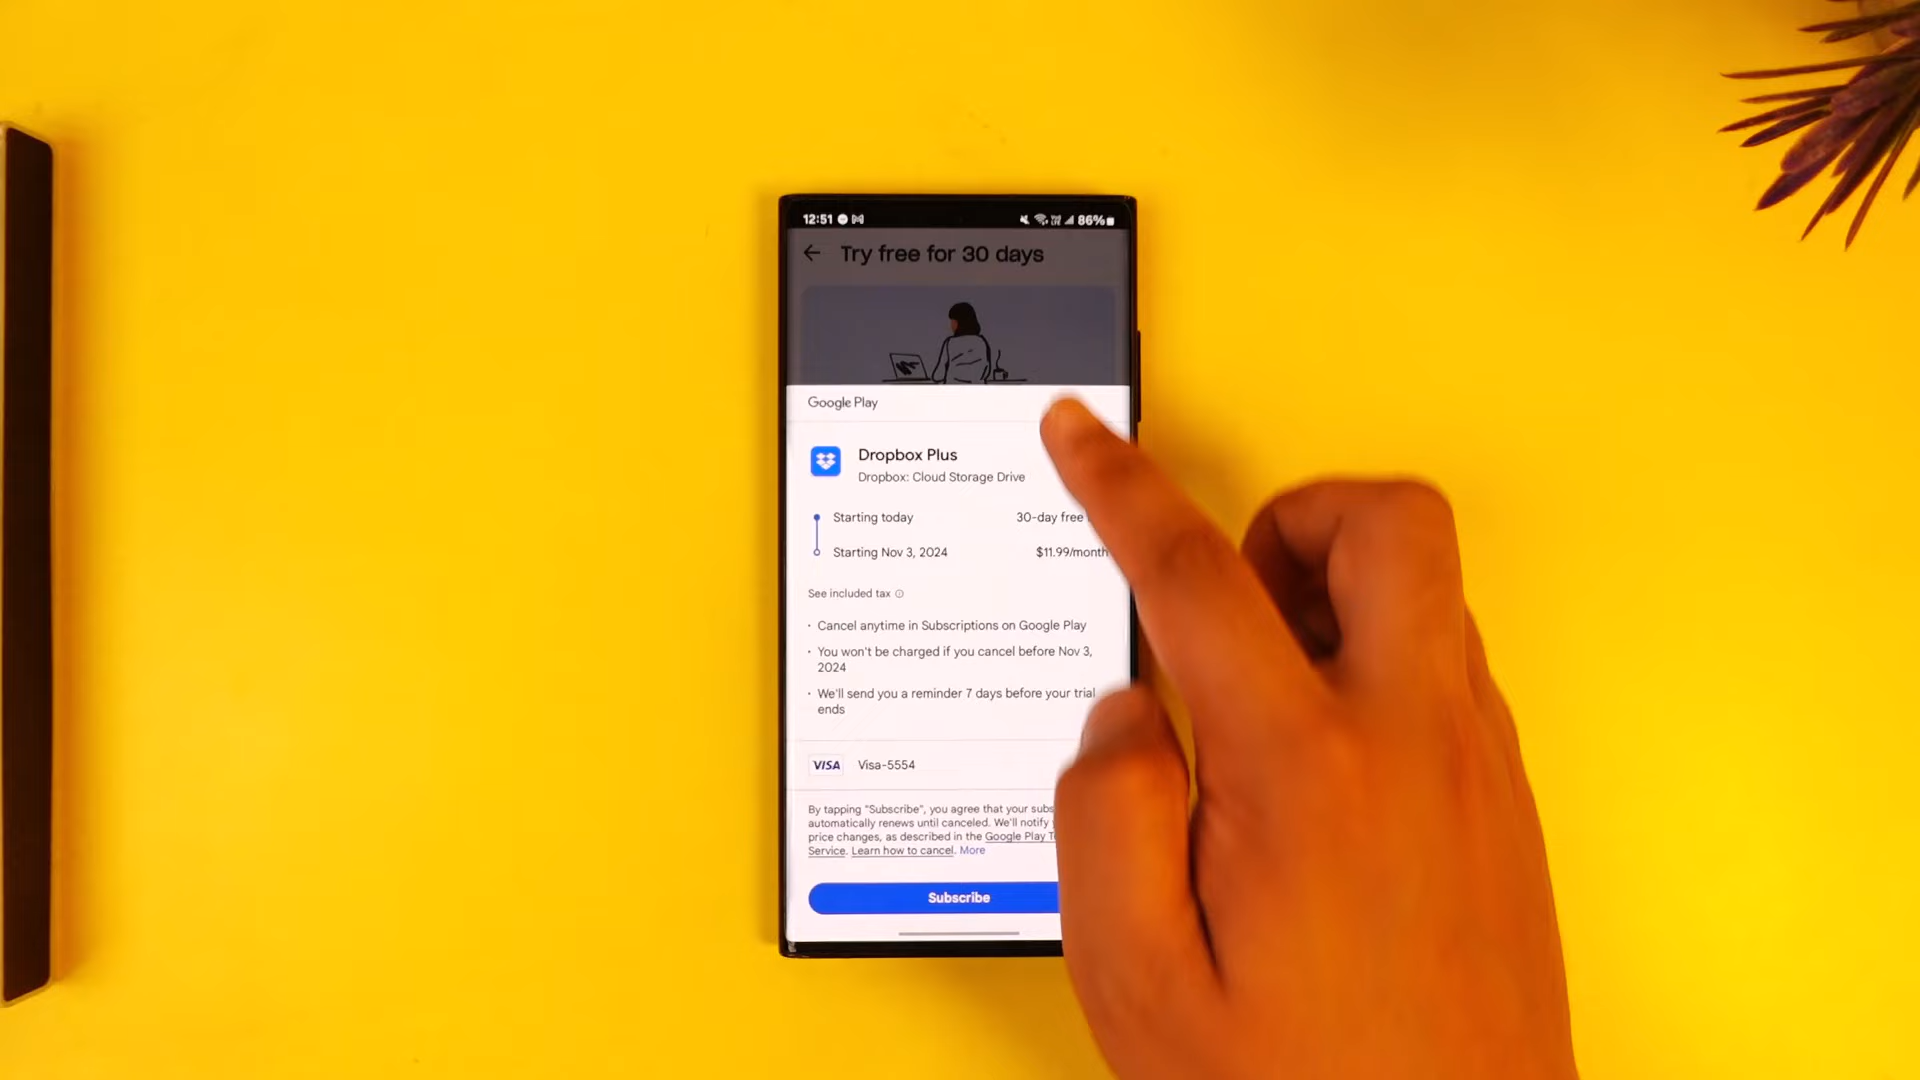 12:51
86%
Try free for 30 days
Google Play
Dropbox Plus
Dropbox: Cloud Storage Drive
Starting today 30-day free
Starting Nov 3, 2024 $11.99/month
See included tax
· Cancel anytime in Subscriptions on Google Play
· You won't be charged if you cancel before Nov 3,
2024
· We'll send you a reminder 7 days before your trial
ends
VISA Visa-5554
By tapping "Subscribe", you agree that your subs
automatically renews until canceled. We'll notify
price changes, as described in the Google Play
Service. Learn how to cancel. More
Subscribe